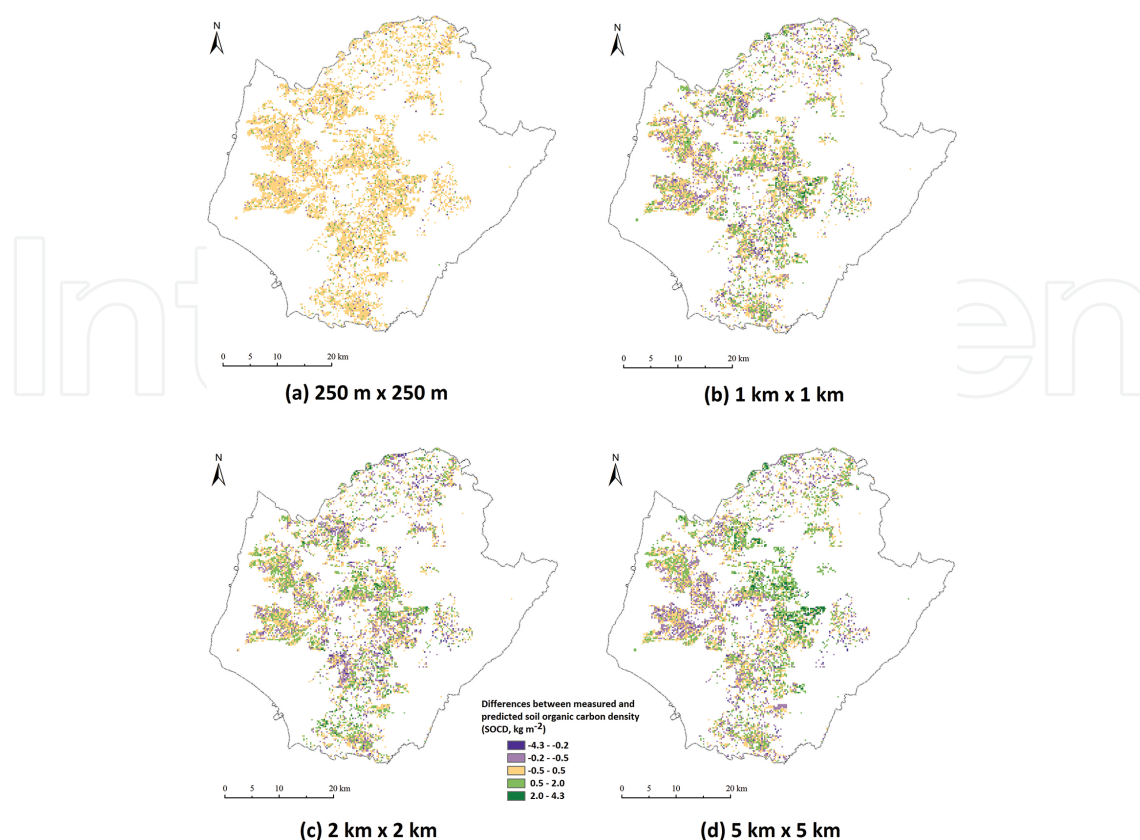 N
0 5 10 20 km
(a) 250 m x 250 m
N
0 5 10 20 km
(b) 1 km x 1 km
N
0 5 10 20 km
(c) 2 km x 2 km
Differences between measured and
predicted soil organic carbon density
(SOCD, kg m⁻²)
-4.3 - -0.2
-0.2 - -0.5
-0.5 - 0.5
0.5 - 2.0
2.0 - 4.3
N
0 5 10 20 km
(d) 5 km x 5 km
Int
en